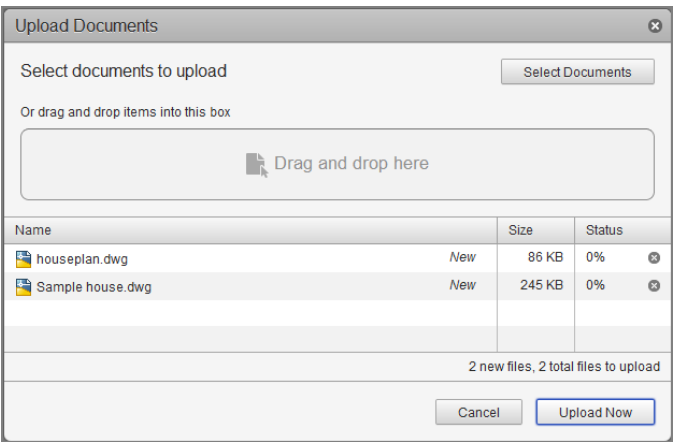 Upload Documents
Select documents to upload
Select Documents
Or drag and drop items into this box
Drag and drop here
Name Size Status
houseplan.dwg New 86 KB 0%
Sample house.dwg New 245 KB 0%
2 new files, 2 total files to upload
Cancel Upload Now